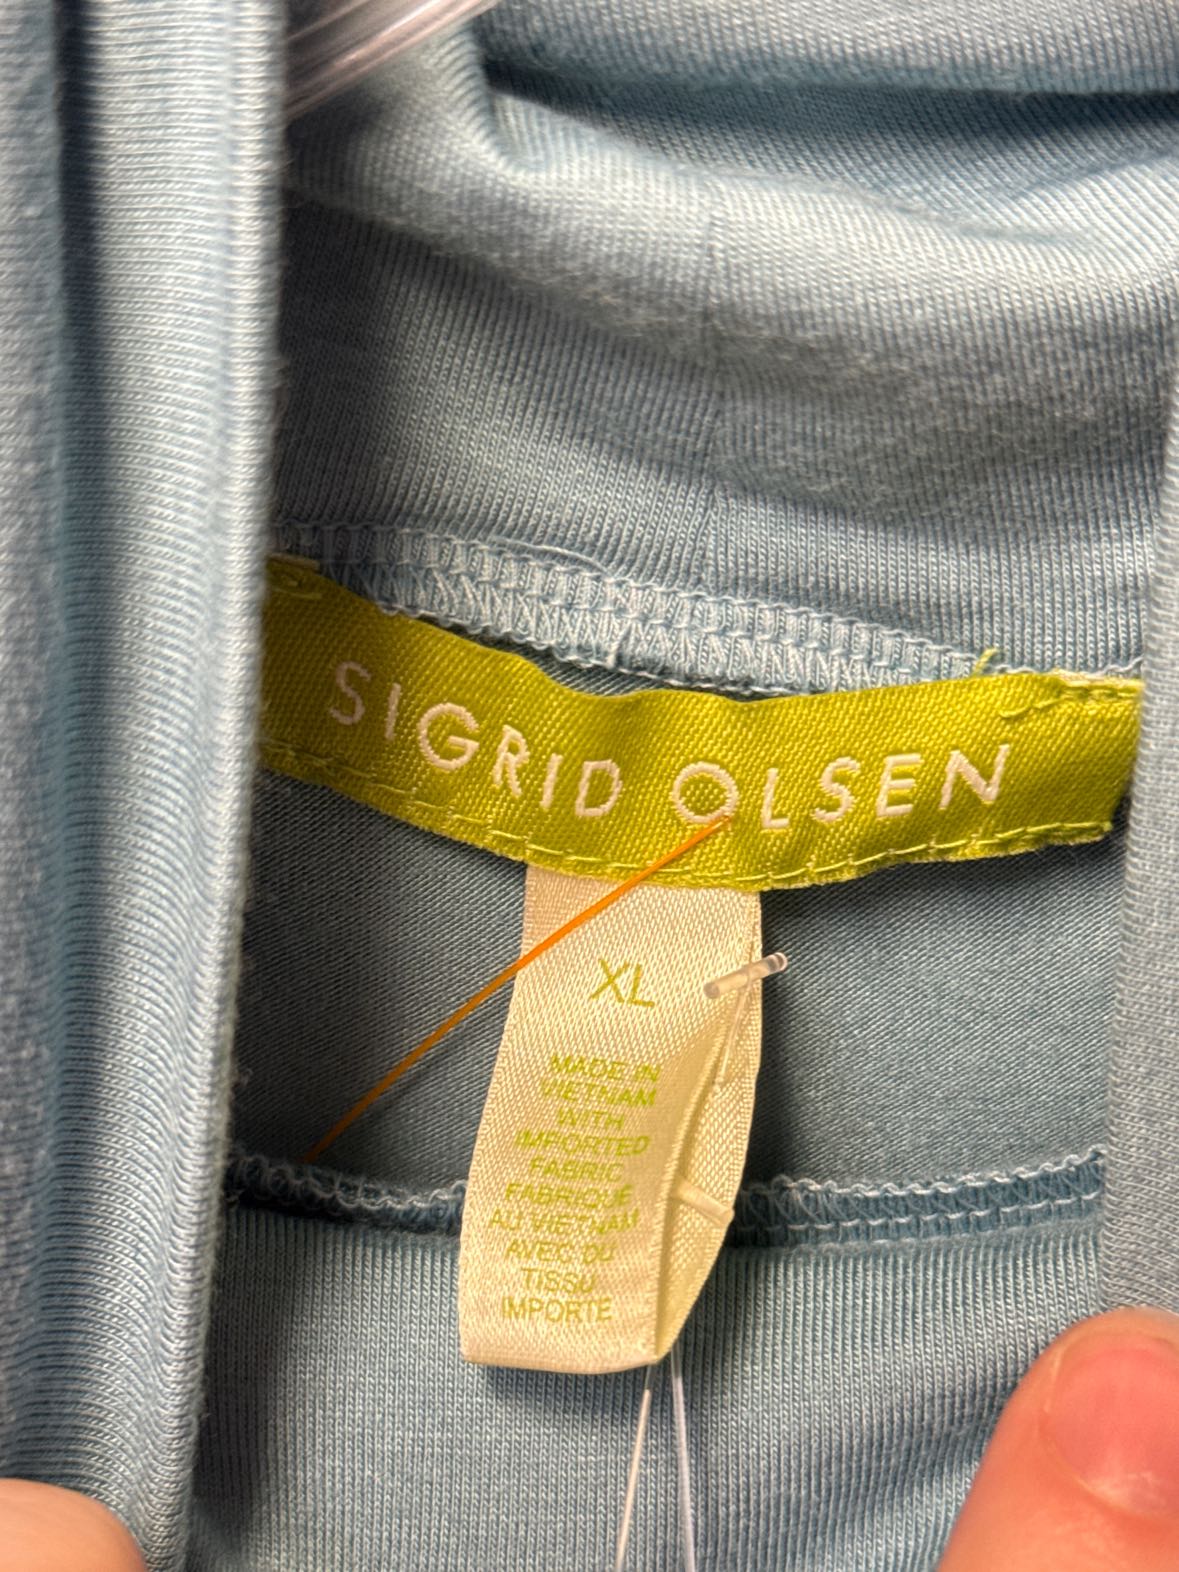 SIGRID OLSEN
XL
MADE IN
VIETNAM
WITH
IMPORTED
FABRIC
FABRIQUE
AU VIETNAM
AVEC DU
TISSU
IMPORTE